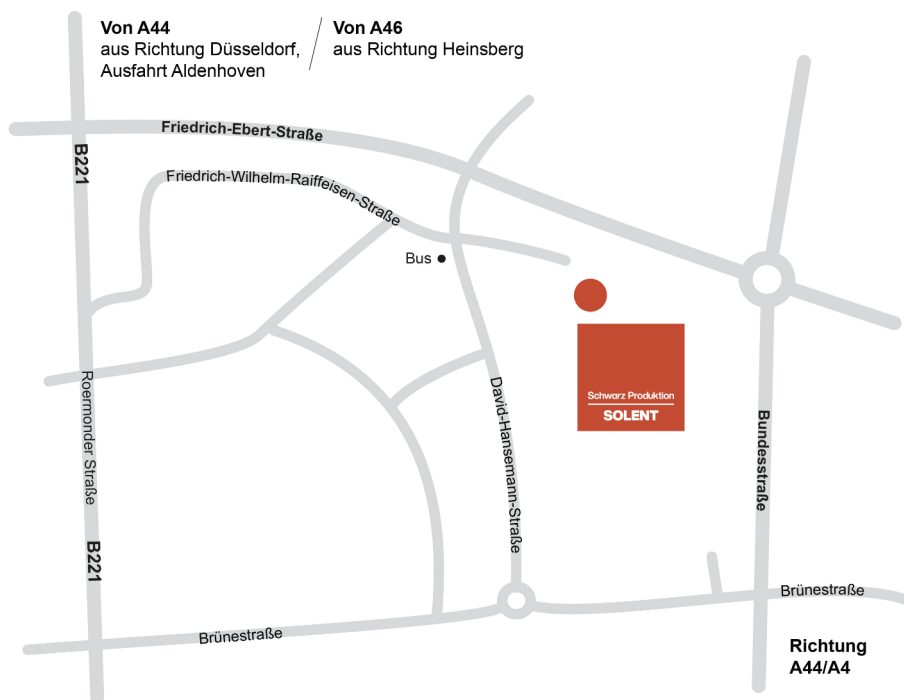 Von A44
aus Richtung Düsseldorf,
Ausfahrt Aldenhoven
Von A46
aus Richtung Heinsberg
Friedrich-Ebert-Straße
B221
Friedrich-Wilhelm-Raiffeisen-Straße
Bus
Schwarz Produktion
SOLENT
Roermonder Straße
David-Hansemann-Straße
Bundesstraße
B221
Brünestraße
Brünestraße
Richtung
A44/A4